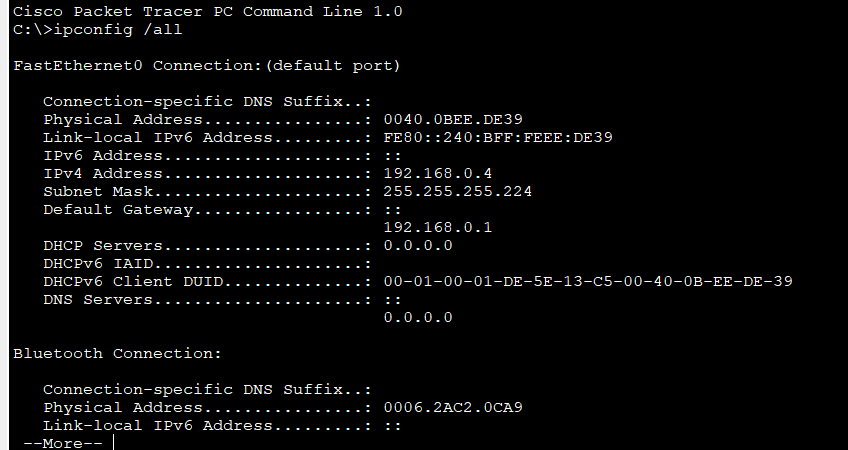 Cisco Packet Tracer PC Command Line 1.0
C:\>ipconfig /all
FastEthernet0 Connection:(default port)
Connection-specific DNS Suffix..:
Physical Address................: 0040.0BEE.DE39
Link-local IPv6 Address.........: FE80::240:BFF:FEEE:DE39
IPv6 Address....................: ::
IPv4 Address....................: 192.168.0.4
Subnet Mask.....................: 255.255.255.224
Default Gateway.................: ::
192.168.0.1
DHCP Servers....................: 0.0.0.0
DHCPv6 IAID.....................:
DHCPv6 Client DUID..............: 00-01-00-01-DE-5E-13-C5-00-40-0B-EE-DE-39
DNS Servers.....................: ::
0.0.0.0
Bluetooth Connection:
Connection-specific DNS Suffix..:
Physical Address................: 0006.2AC2.0CA9
Link-local IPv6 Address.........: ::
--More--